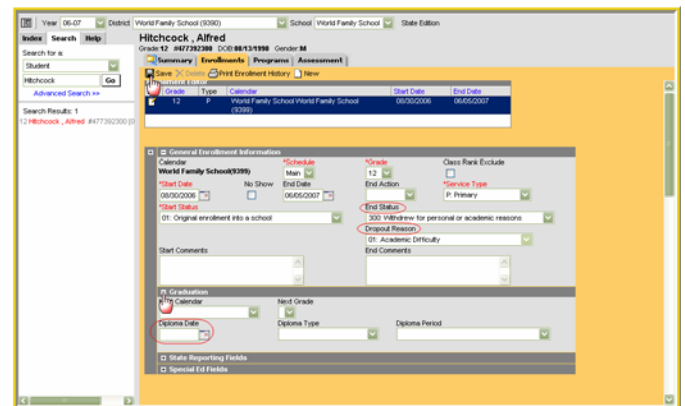 Year 06-07 District World Family School (9390) School World Family School State Edition
Index Search Help
Hitchcock , Alfred
Grade:12 #477392300 DOB:08/13/1998 Gender:M
Search for a:
Student
Hitchcock Go
Advanced Search >>
Search Results: 1
12 Hitchcock , Alfred #477392300 [0
Summary Enrollments Programs Assessment
Save Delete Print Enrollment History New
Editor
Grade Type Calendar Start Date End Date
12 P World Family School World Family School (9399) 08/30/2006 06/05/2007
General Enrollment Information
Calendar *Schedule *Grade Class Rank Exclude
World Family School(9399) Main 12
*Start Date No Show End Date End Action *Service Type
08/30/2006 06/05/2007 P: Primary
*Start Status End Status
01: Original enrollment into a school 300: Withdrew for personal or academic reasons
Dropout Reason
01: Academic Difficulty
Start Comments End Comments
Graduation
Calendar Next Grade
Diploma Date Diploma Type Diploma Period
State Reporting Fields
Special Ed Fields